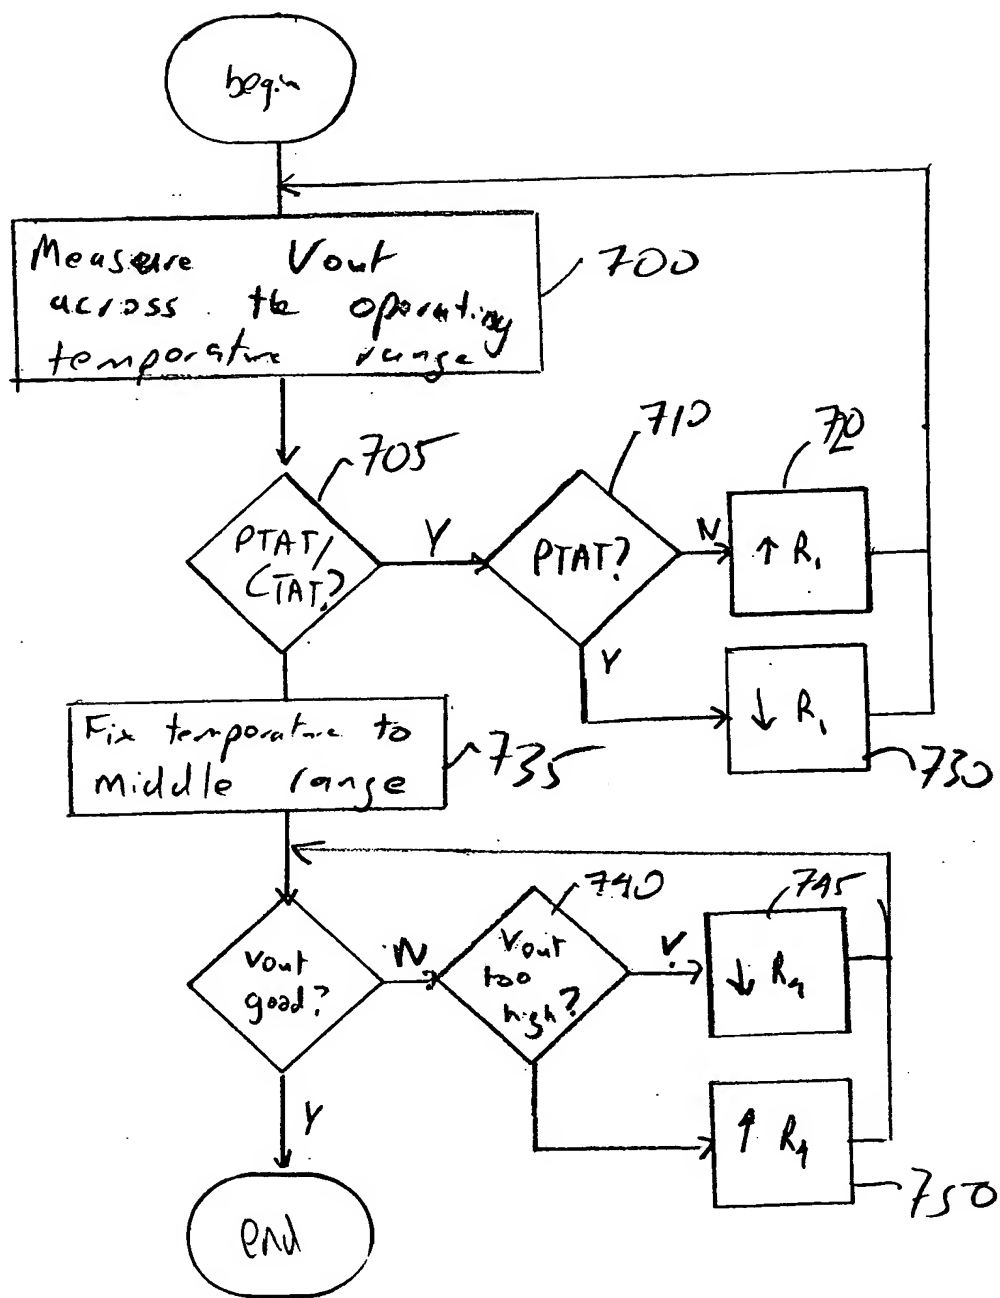 begin
Measure Vout
across the operating
temperature range
700
705
710
720
PTAT/
CTAT?
Y
PTAT?
N
↑ R1
Y
↓ R1
730
Fix temperature to
middle range
735
740
745
Vout
good?
N
Vout
too
high?
Y
↓ R4
Y
↑ R4
750
end